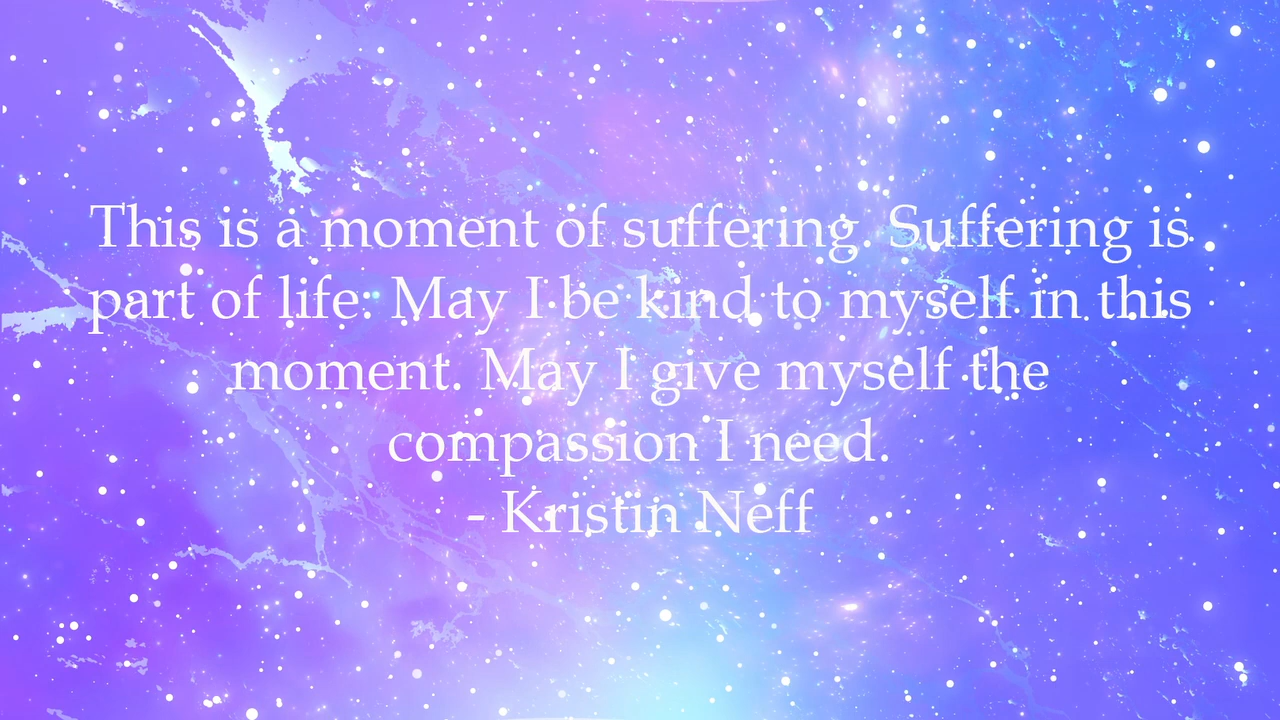 This is a moment of suffering. Suffering is
part of life. May I be kind to myself in this
moment. May I give myself the
compassion I need.
- Kristin Neff